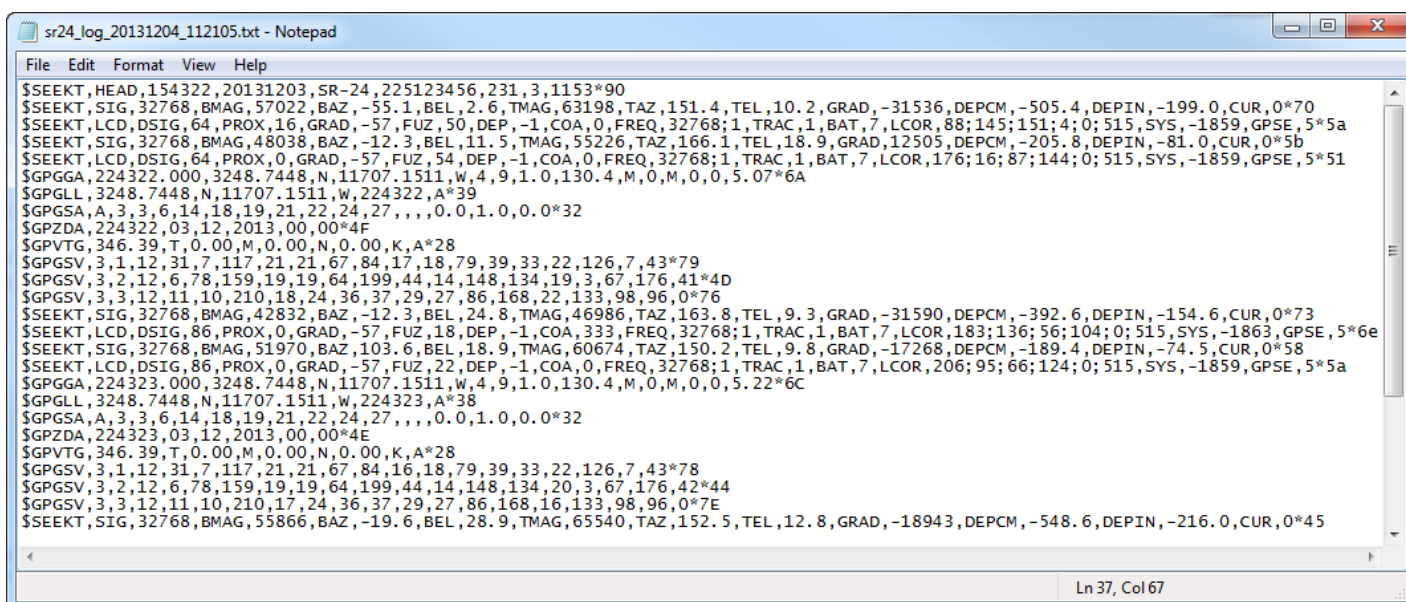 sr24_log_20131204_112105.txt - Notepad
File Edit Format View Help
$SEEKT,HEAD,154322,20131203,SR-24,225123456,231,3,1153*90
$SEEKT,SIG,32768,BMAG,57022,BAZ,-55.1,BEL,2.6,TMAG,63198,TAZ,151.4,TEL,10.2,GRAD,-31536,DEPCM,-505.4,DEPIN,-199.0,CUR,0*70
$SEEKT,LCD,DSIG,64,PROX,16,GRAD,-57,FUZ,50,DEP,-1,COA,0,FREQ,32768;1,TRAC,1,BAT,7,LCOR,88;145;151;4;0;515,SYS,-1859,GPSE,5*5a
$SEEKT,SIG,32768,BMAG,48038,BAZ,-12.3,BEL,11.5,TMAG,55226,TAZ,166.1,TEL,18.9,GRAD,12505,DEPCM,-205.8,DEPIN,-81.0,CUR,0*5b
$SEEKT,LCD,DSIG,64,PROX,0,GRAD,-57,FUZ,54,DEP,-1,COA,0,FREQ,32768;1,TRAC,1,BAT,7,LCOR,176;16;87;144;0;515,SYS,-1859,GPSE,5*51
$GPGGA,224322.000,3248.7448,N,11707.1511,W,4,9,1.0,130.4,M,0,M,0,0,5.07*6A
$GPGLL,3248.7448,N,11707.1511,W,224322,A*39
$GPGSA,A,3,3,6,14,18,19,21,22,24,27,,,,0.0,1.0,0.0*32
$GPZDA,224322,03,12,2013,00,00*4F
$GPVTG,346.39,T,0.00,M,0.00,N,0.00,K,A*28
$GPGSV,3,1,12,31,7,117,21,21,67,84,17,18,79,39,33,22,126,7,43*79
$GPGSV,3,2,12,6,78,159,19,19,64,199,44,14,148,134,19,3,67,176,41*4D
$GPGSV,3,3,12,11,10,210,18,24,36,37,29,27,86,168,22,133,98,96,0*76
$SEEKT,SIG,32768,BMAG,42832,BAZ,-12.3,BEL,24.8,TMAG,46986,TAZ,163.8,TEL,9.3,GRAD,-31590,DEPCM,-392.6,DEPIN,-154.6,CUR,0*73
$SEEKT,LCD,DSIG,86,PROX,0,GRAD,-57,FUZ,18,DEP,-1,COA,333,FREQ,32768;1,TRAC,1,BAT,7,LCOR,183;136;56;104;0;515,SYS,-1863,GPSE,5*6e
$SEEKT,SIG,32768,BMAG,51970,BAZ,103.6,BEL,18.9,TMAG,60674,TAZ,150.2,TEL,9.8,GRAD,-17268,DEPCM,-189.4,DEPIN,-74.5,CUR,0*58
$SEEKT,LCD,DSIG,86,PROX,0,GRAD,-57,FUZ,22,DEP,-1,COA,0,FREQ,32768;1,TRAC,1,BAT,7,LCOR,206;95;66;124;0;515,SYS,-1859,GPSE,5*5a
$GPGGA,224323.000,3248.7448,N,11707.1511,W,4,9,1.0,130.4,M,0,M,0,0,5.22*6C
$GPGLL,3248.7448,N,11707.1511,W,224323,A*38
$GPGSA,A,3,3,6,14,18,19,21,22,24,27,,,,0.0,1.0,0.0*32
$GPZDA,224323,03,12,2013,00,00*4E
$GPVTG,346.39,T,0.00,M,0.00,N,0.00,K,A*28
$GPGSV,3,1,12,31,7,117,21,21,67,84,16,18,79,39,33,22,126,7,43*78
$GPGSV,3,2,12,6,78,159,19,19,64,199,44,14,148,134,20,3,67,176,42*44
$GPGSV,3,3,12,11,10,210,17,24,36,37,29,27,86,168,16,133,98,96,0*7E
$SEEKT,SIG,32768,BMAG,55866,BAZ,-19.6,BEL,28.9,TMAG,65540,TAZ,152.5,TEL,12.8,GRAD,-18943,DEPCM,-548.6,DEPIN,-216.0,CUR,0*45
Ln 37, Col 67